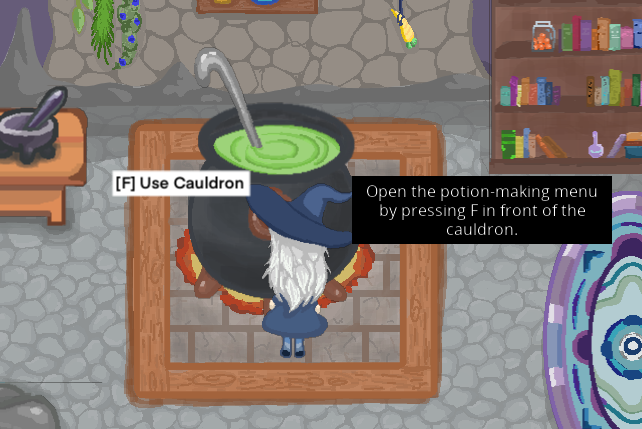 [F] Use Cauldron
Open the potion-making menu
by pressing F in front of the
cauldron.